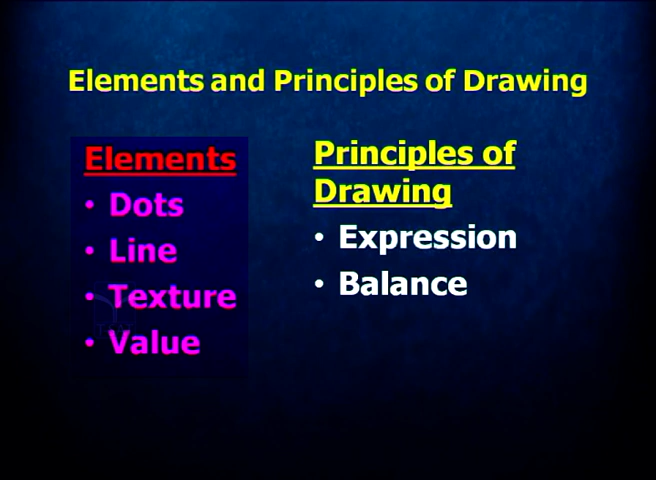 Elements and Principles of Drawing
Elements
• Dots
• Line
• Texture
• Value
Principles of
Drawing
• Expression
• Balance